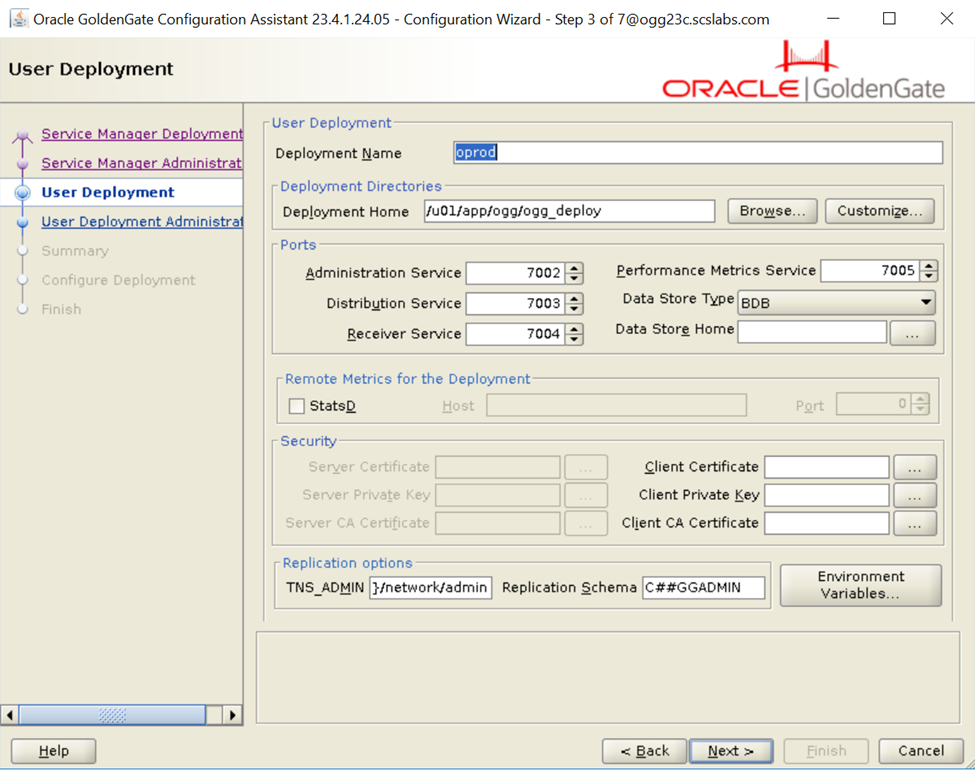 Oracle GoldenGate Configuration Assistant 23.4.1.24.05 - Configuration Wizard - Step 3 of 7@ogg23c.scslabs.com
User Deployment
ORACLE | GoldenGate
Service Manager Deployment
Service Manager Administrat
User Deployment
User Deployment Administrat
Summary
Configure Deployment
Finish
User Deployment
Deployment Name oprod
Deployment Directories
Deployment Home /u01/app/ogg/ogg_deploy Browse... Customize...
Ports
Administration Service 7002 Performance Metrics Service 7005
Distribution Service 7003 Data Store Type BDB
Receiver Service 7004 Data Store Home ...
Remote Metrics for the Deployment
StatsD Host Port 0
Security
Server Certificate ... Client Certificate ...
Server Private Key ... Client Private Key ...
Server CA Certificate ... Client CA Certificate ...
Replication options
TNS_ADMIN }/network/admin Replication Schema C##GGADMIN Environment Variables...
Help < Back Next > Finish Cancel